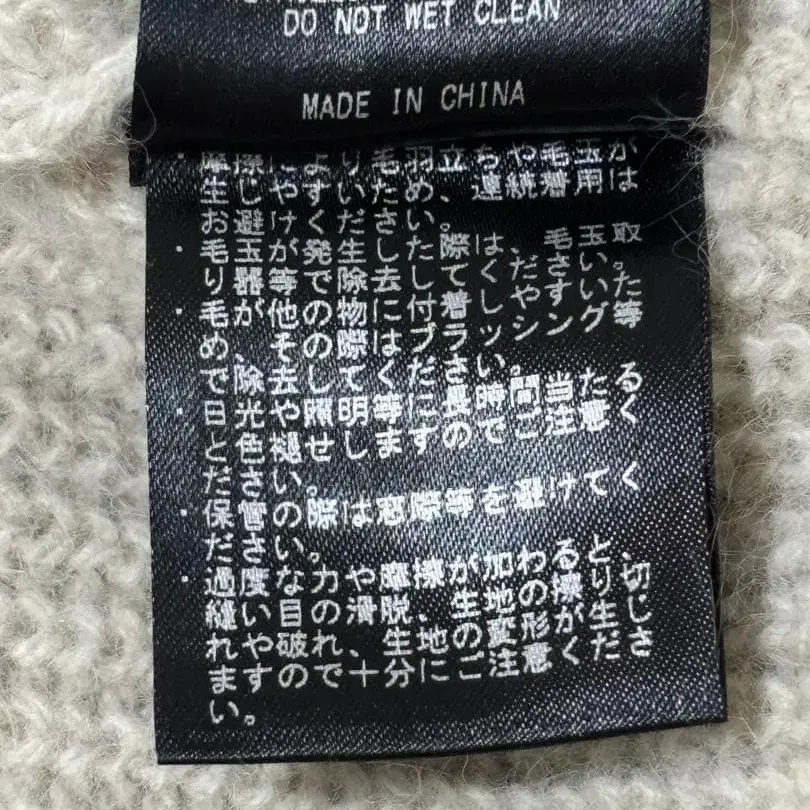 DO NOT WET CLEAN
MADE IN CHINA
・摩擦により毛羽立ちや毛玉が
生じやすいため、連続着用は
お避けください。
・毛玉が発生した際は、毛玉取
り器等で除去してください。
・毛が他の物に付着しやすいた
め、その際はブラッシング等
で除去してください。
・日光や照明等に長時間当たる
と色褪せしますのでご注意く
ださい。
・保管の際は窓際等を避けてく
ださい。
・過度な力や摩擦が加わると、
縫い目の滑脱、生地の擦り切
れや破れ、生地の変形が生じ
ますので十分にご注意くださ
い。